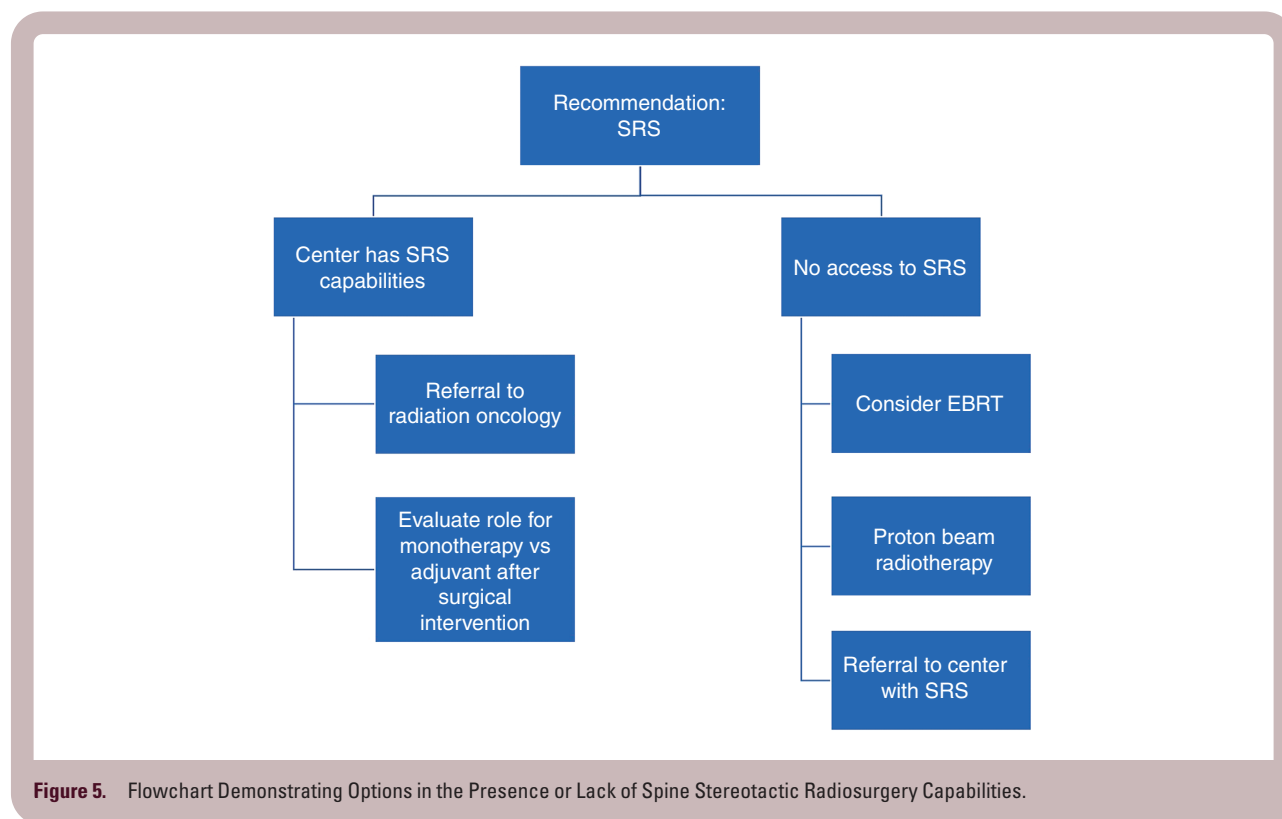 Recommendation:
SRS
Center has SRS
capabilities
Referral to
radiation oncology
Evaluate role for
monotherapy vs
adjuvant after
surgical
intervention
No access to SRS
Consider EBRT
Proton beam
radiotherapy
Referral to center
with SRS
Figure 5. Flowchart Demonstrating Options in the Presence or Lack of Spine Stereotactic Radiosurgery Capabilities.